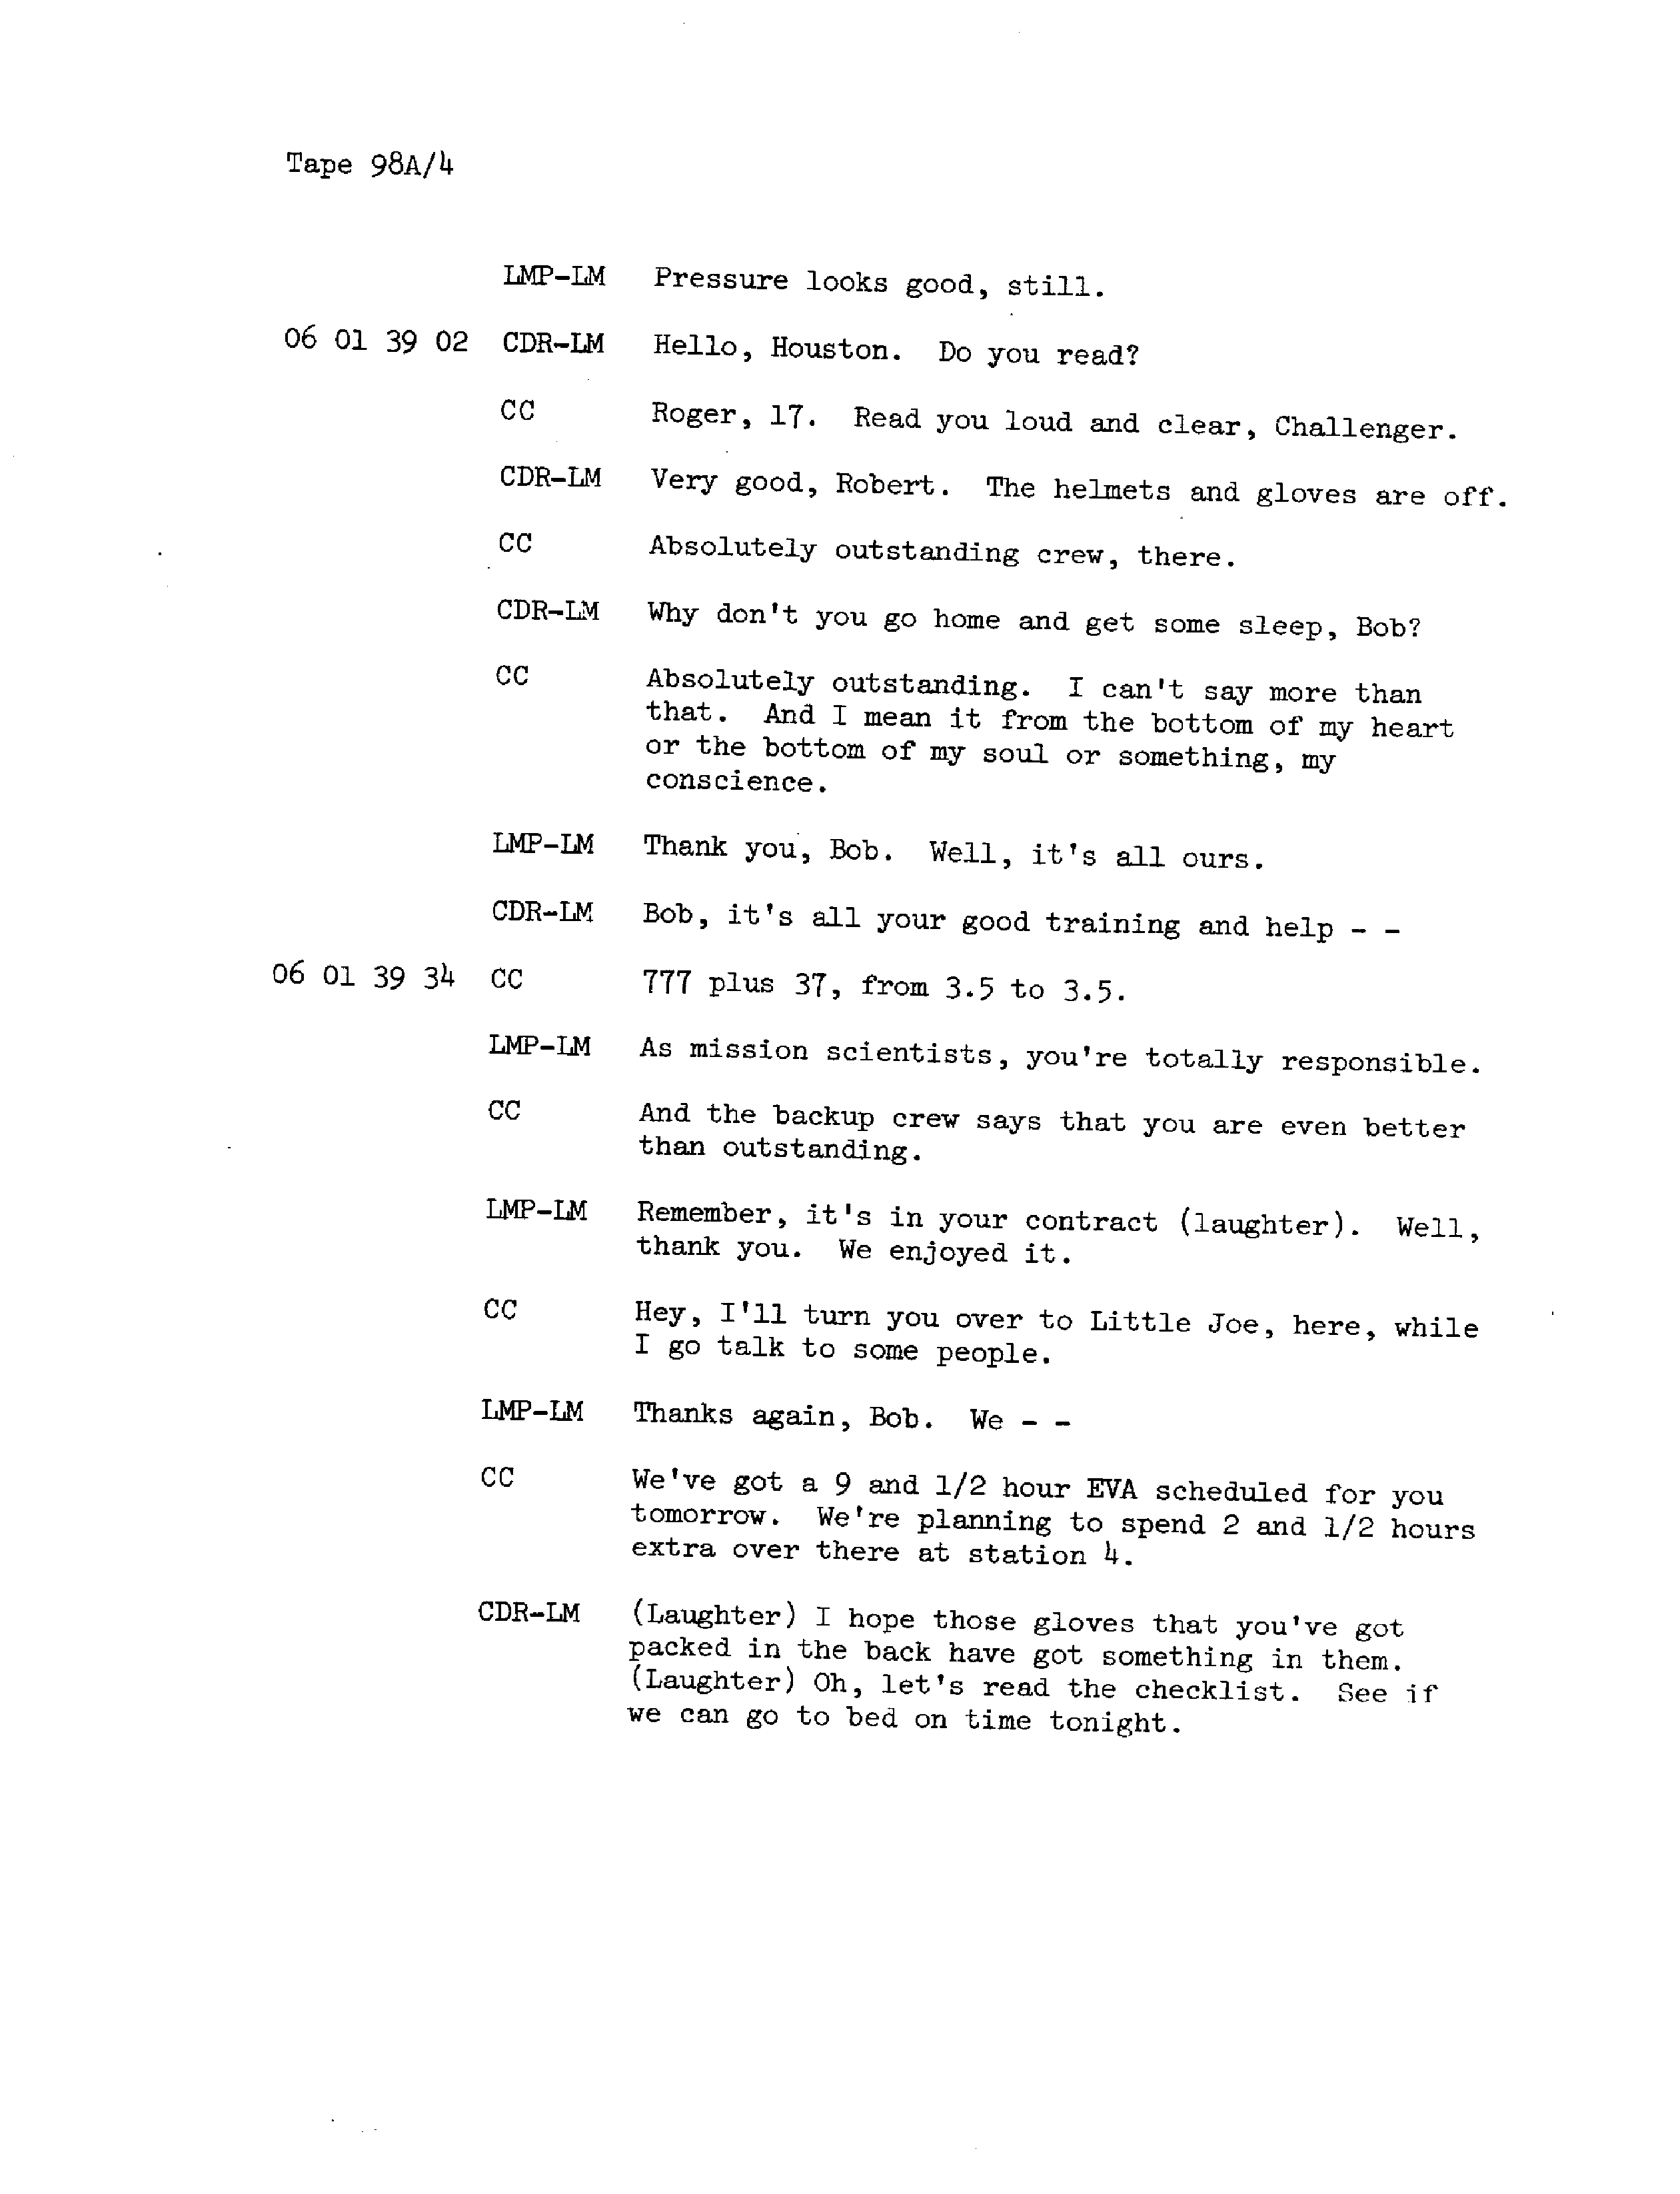 Tape 98A/4
LMP-LM Pressure looks good, still.
06 01 39 02 CDR-LM Hello, Houston. Do you read?
CC Roger, 17. Read you loud and clear, Challenger.
CDR-LM Very good, Robert. The helmets and gloves are off.
CC Absolutely outstanding crew, there.
CDR-LM Why don't you go home and get some sleep, Bob?
CC Absolutely outstanding. I can't say more than
that. And I mean it from the bottom of my heart
or the bottom of my soul or something, my
conscience.
LMP-LM Thank you, Bob. Well, it's all ours.
CDR-LM Bob, it's all your good training and help - -
06 01 39 34 CC 777 plus 37, from 3.5 to 3.5.
LMP-LM As mission scientists, you're totally responsible.
CC And the backup crew says that you are even better
than outstanding.
LMP-LM Remember, it's in your contract (laughter). Well,
thank you. We enjoyed it.
CC Hey, I'll turn you over to Little Joe, here, while
I go talk to some people.
LMP-LM Thanks again, Bob. We - -
CC We've got a 9 and 1/2 hour EVA scheduled for you
tomorrow. We're planning to spend 2 and 1/2 hours
extra over there at station 4.
CDR-LM (Laughter) I hope those gloves that you've got
packed in the back have got something in them.
(Laughter) Oh, let's read the checklist. See if
we can go to bed on time tonight.